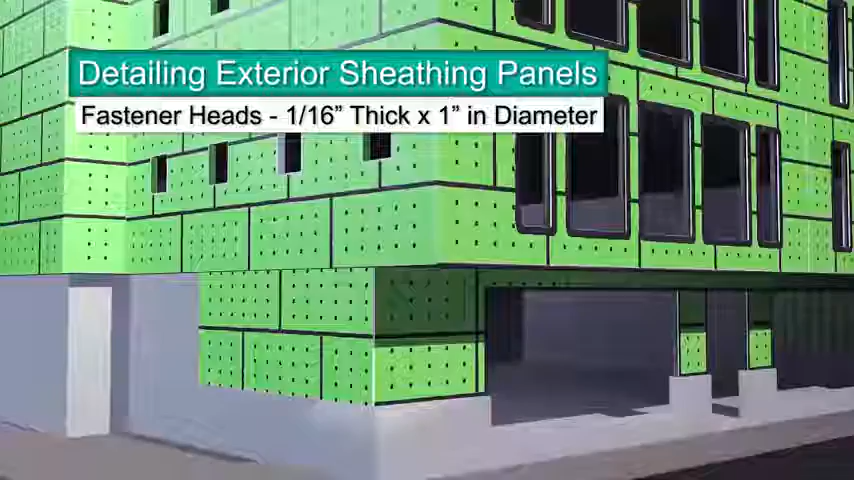 Detailing Exterior Sheathing Panels
Fastener Heads - 1/16” Thick x 1” in Diameter